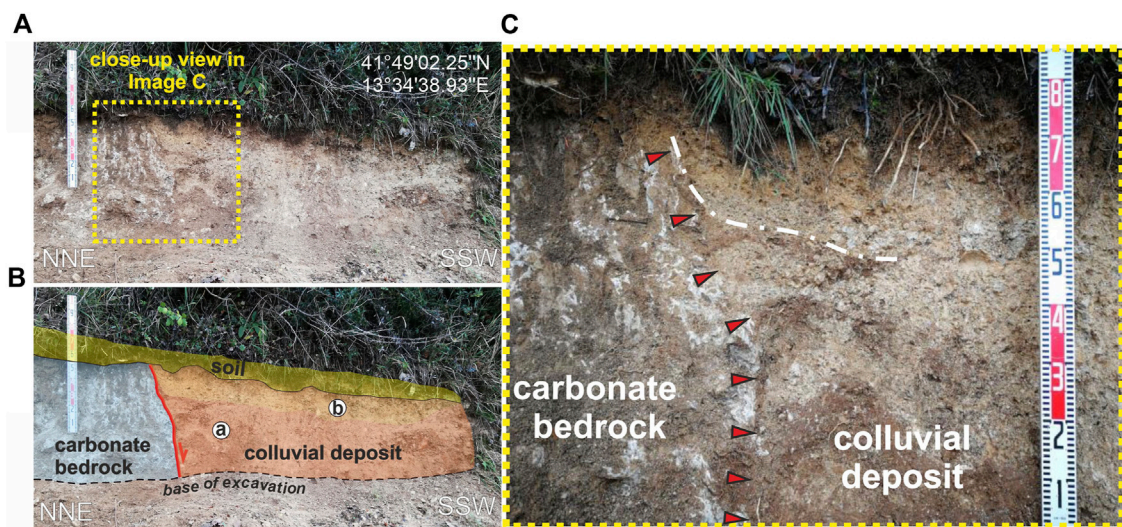 A
close-up view in
Image C
41°49'02.25"N
13°34'38.93"E
NNE
SSW
B
soil
a
b
carbonate
bedrock
colluvial deposit
base of excavation
NNE
SSW
C
8
7
6
5
4
3
2
1
carbonate
bedrock
colluvial
deposit